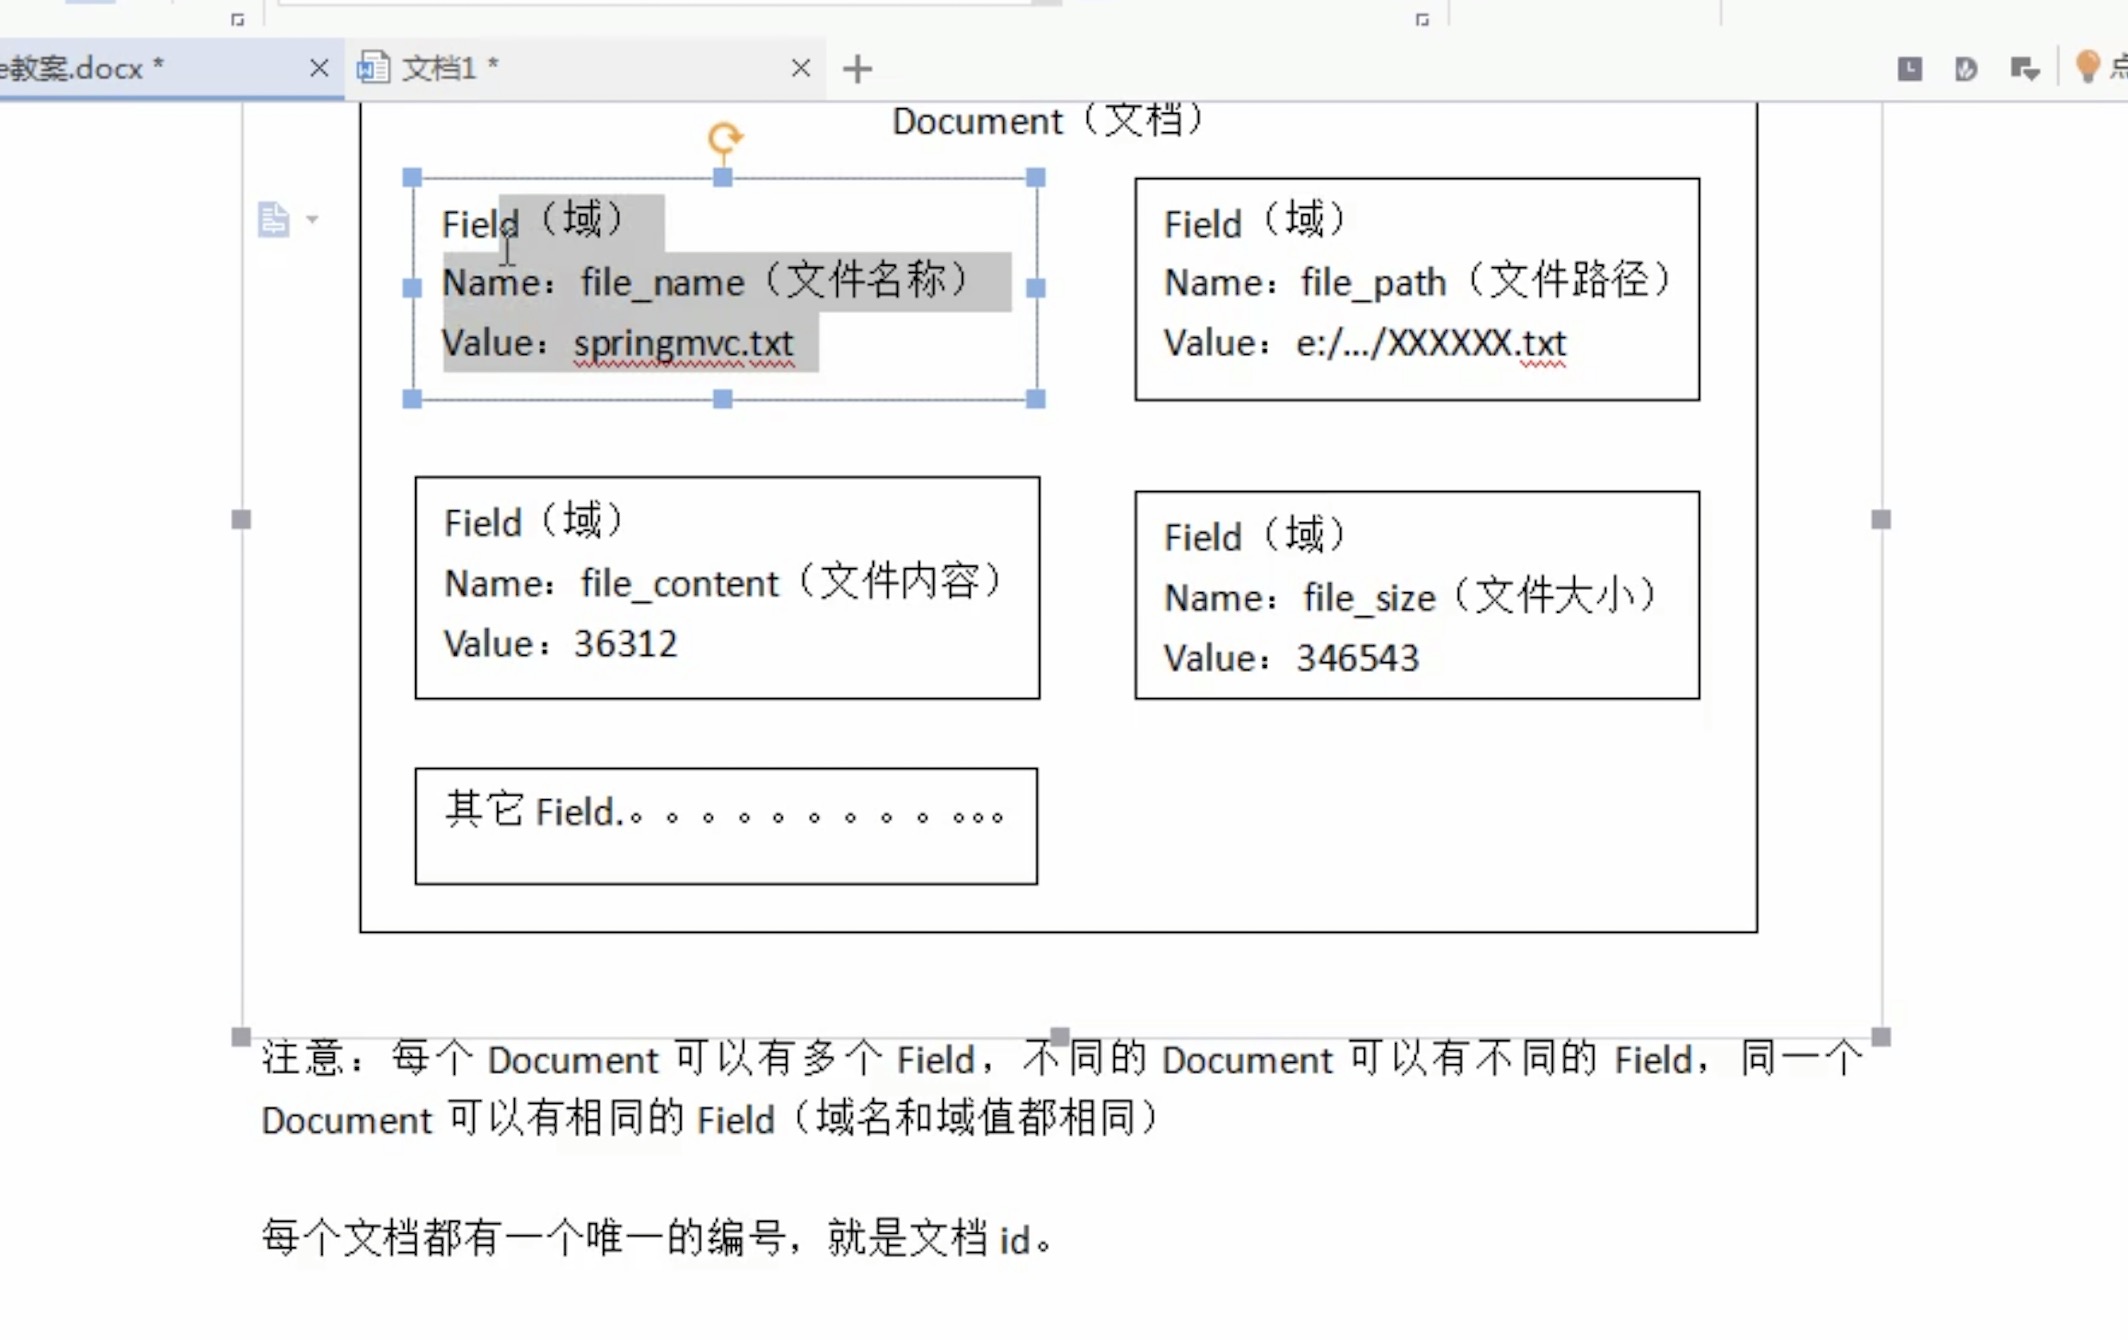 e教案.docx *
文档1 *
点
Document（文档）
Field（域）
Name：file_name（文件名称）
Value：springmvc.txt
Field（域）
Name：file_path（文件路径）
Value：e:/.../XXXXXX.txt
Field（域）
Name：file_content（文件内容）
Value：36312
Field（域）
Name：file_size（文件大小）
Value：346543
其它 Field.。。。。。。。。。。。。
注意：每个 Document 可以有多个 Field，不同的 Document 可以有不同的 Field，同一个
Document 可以有相同的 Field（域名和域值都相同）
每个文档都有一个唯一的编号，就是文档 id。